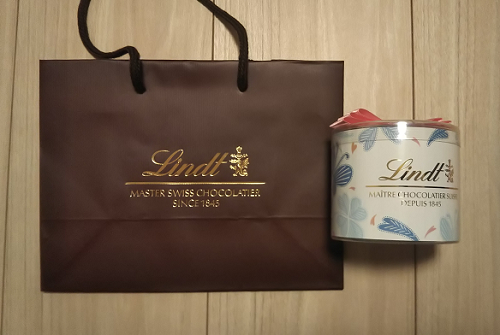 Lindt
MASTER SWISS CHOCOLATIER
SINCE 1845
Lindt
MAÎTRE CHOCOLATIER
DEPUIS 1845